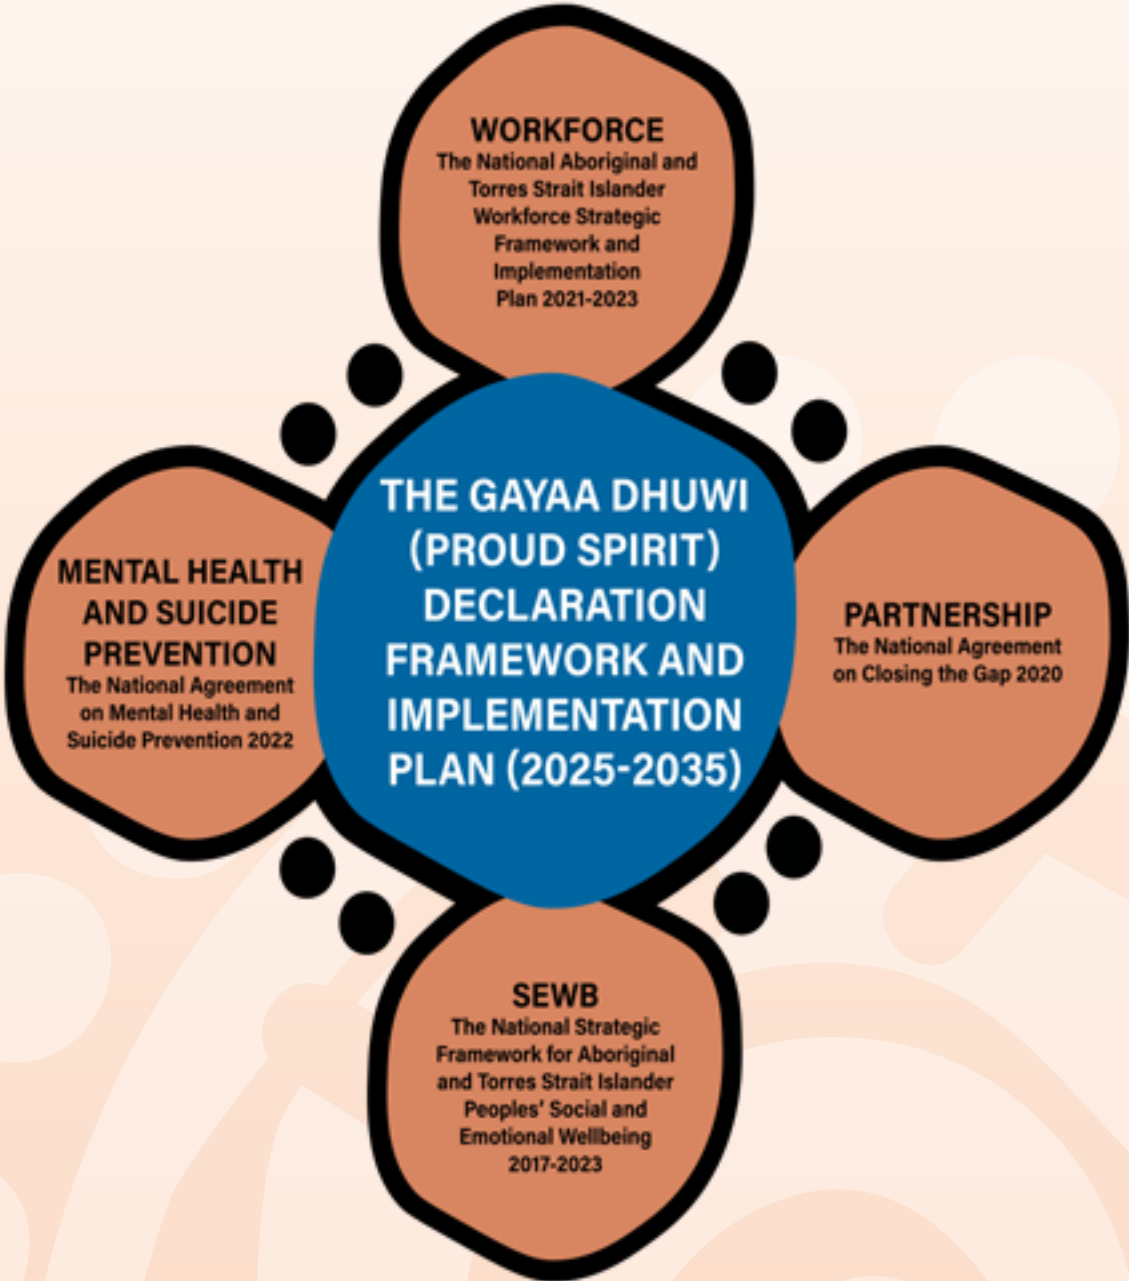 WORKFORCE
The National Aboriginal and
Torres Strait Islander
Workforce Strategic
Framework and
Implementation
Plan 2021-2023
MENTAL HEALTH
AND SUICIDE
PREVENTION
The National Agreement
on Mental Health and
Suicide Prevention 2022
THE GAYAA DHUWI
(PROUD SPIRIT)
DECLARATION
FRAMEWORK AND
IMPLEMENTATION
PLAN (2025-2035)
PARTNERSHIP
The National Agreement
on Closing the Gap 2020
SEWB
The National Strategic
Framework for Aboriginal
and Torres Strait Islander
Peoples’ Social and
Emotional Wellbeing
2017-2023